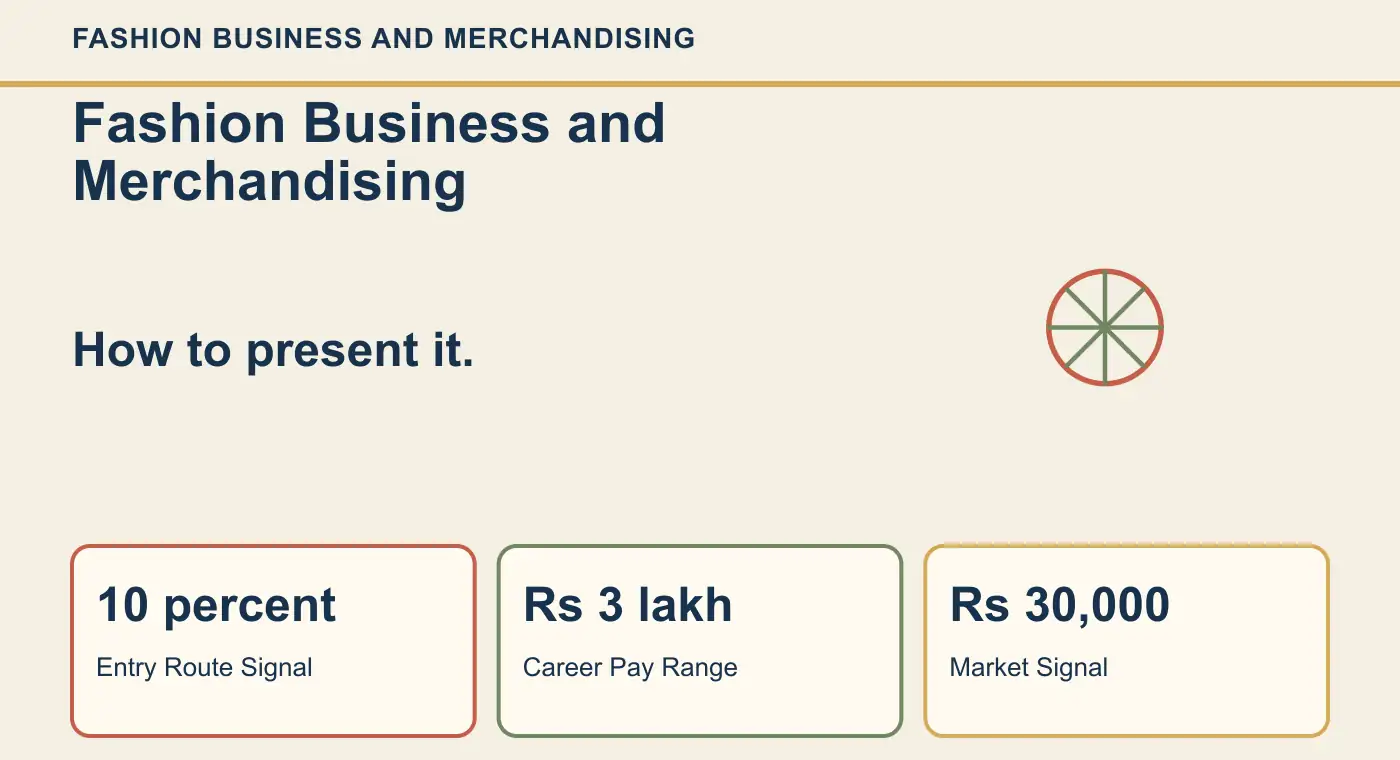 FASHION BUSINESS AND MERCHANDISING
Fashion Business and
Merchandising
How to present it.
10 percent
Entry Route Signal
Rs 3 lakh
Career Pay Range
Rs 30,000
Market Signal